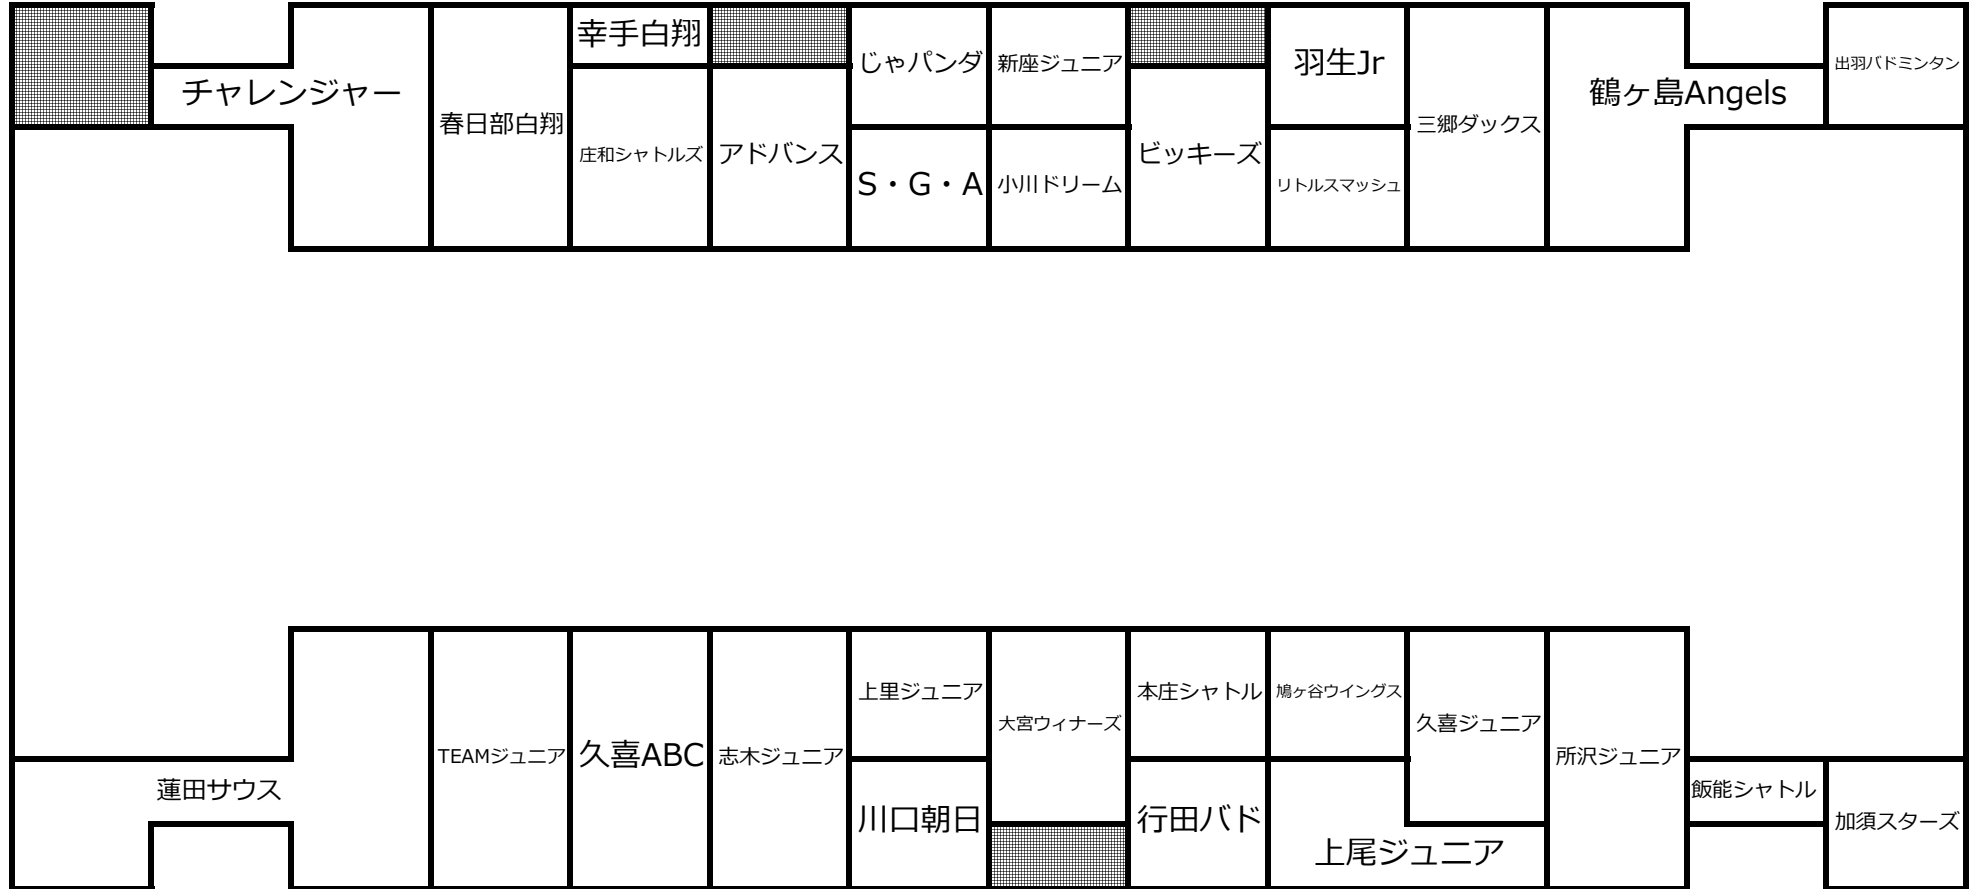 幸手白翔
じゃパンダ
新座ジュニア
羽生Jr
出羽バドミンタン
チャレンジャー
鶴ヶ島Angels
春日部白翔
三郷ダックス
庄和シャトルズ
アドバンス
ビッキーズ
S・G・A
小川ドリーム
リトルスマッシュ
上里ジュニア
本庄シャトル
鳩ヶ谷ウイングス
大宮ウィナーズ
久喜ジュニア
TEAMジュニア
久喜ABC
志木ジュニア
所沢ジュニア
蓮田サウス
飯能シャトル
川口朝日
行田バド
加須スターズ
上尾ジュニア